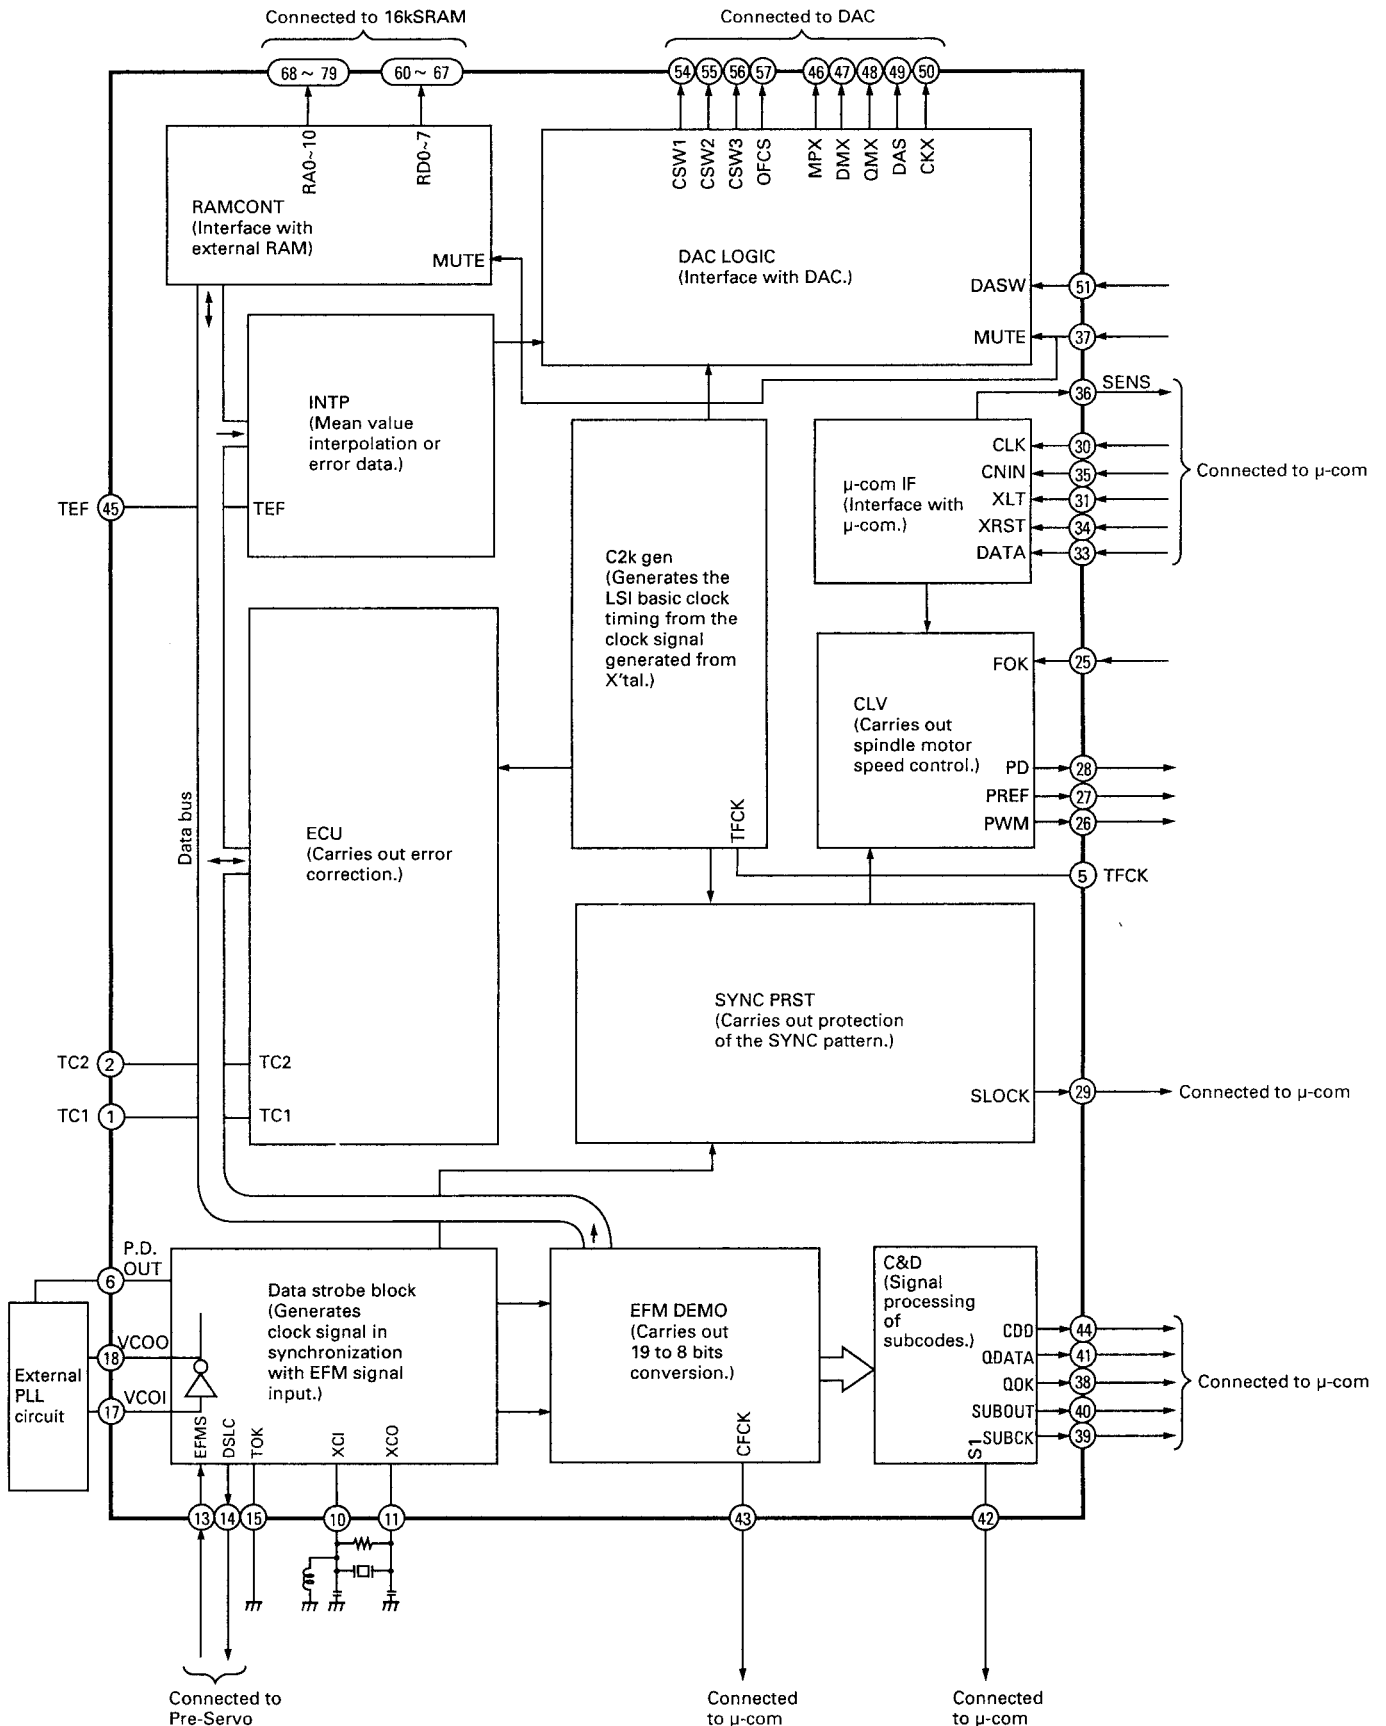 Connected to 16kSRAM
Connected to DAC
68 ~ 79
60 ~ 67
54
55
56
57
46
47
48
49
50
RA0~10
RD0~7
CSW1
CSW2
CSW3
OFCS
MPX
DMX
QMX
DAS
CKX
RAMCONT
(Interface with
external RAM)
MUTE
DAC LOGIC
(Interface with DAC.)
DASW
51
MUTE
37
INTP
(Mean value
interpolation or
error data.)
TEF
45
TEF
36
SENS
μ-com IF
(Interface with
μ-com.)
CLK
30
CNIN
35
XLT
31
XRST
34
DATA
33
Connected to μ-com
C2k gen
(Generates the
LSI basic clock
timing from the
clock signal
generated from
X'tal.)
TFCK
CLV
(Carries out
spindle motor
speed control.)
FOK
25
PD
28
PREF
27
PWM
26
5
TFCK
Data bus
ECU
(Carries out error
correction.)
TC2
2
TC2
TC1
1
TC1
SYNC PRST
(Carries out protection
of the SYNC pattern.)
SLOCK
29
Connected to μ-com
P.D.
OUT
6
VCOO
18
VCOI
17
External
PLL
circuit
Data strobe block
(Generates
clock signal in
synchronization
with EFM signal
input.)
EFMS
DSLC
TOK
XCI
XCO
EFM DEMO
(Carries out
19 to 8 bits
conversion.)
CFCK
C&D
(Signal
processing
of
subcodes.)
CDD
44
QDATA
41
QOK
38
SUBOUT
40
SUBCK
39
S1
Connected to μ-com
13
14
15
10
11
43
42
Connected to
Pre-Servo
Connected
to μ-com
Connected
to μ-com